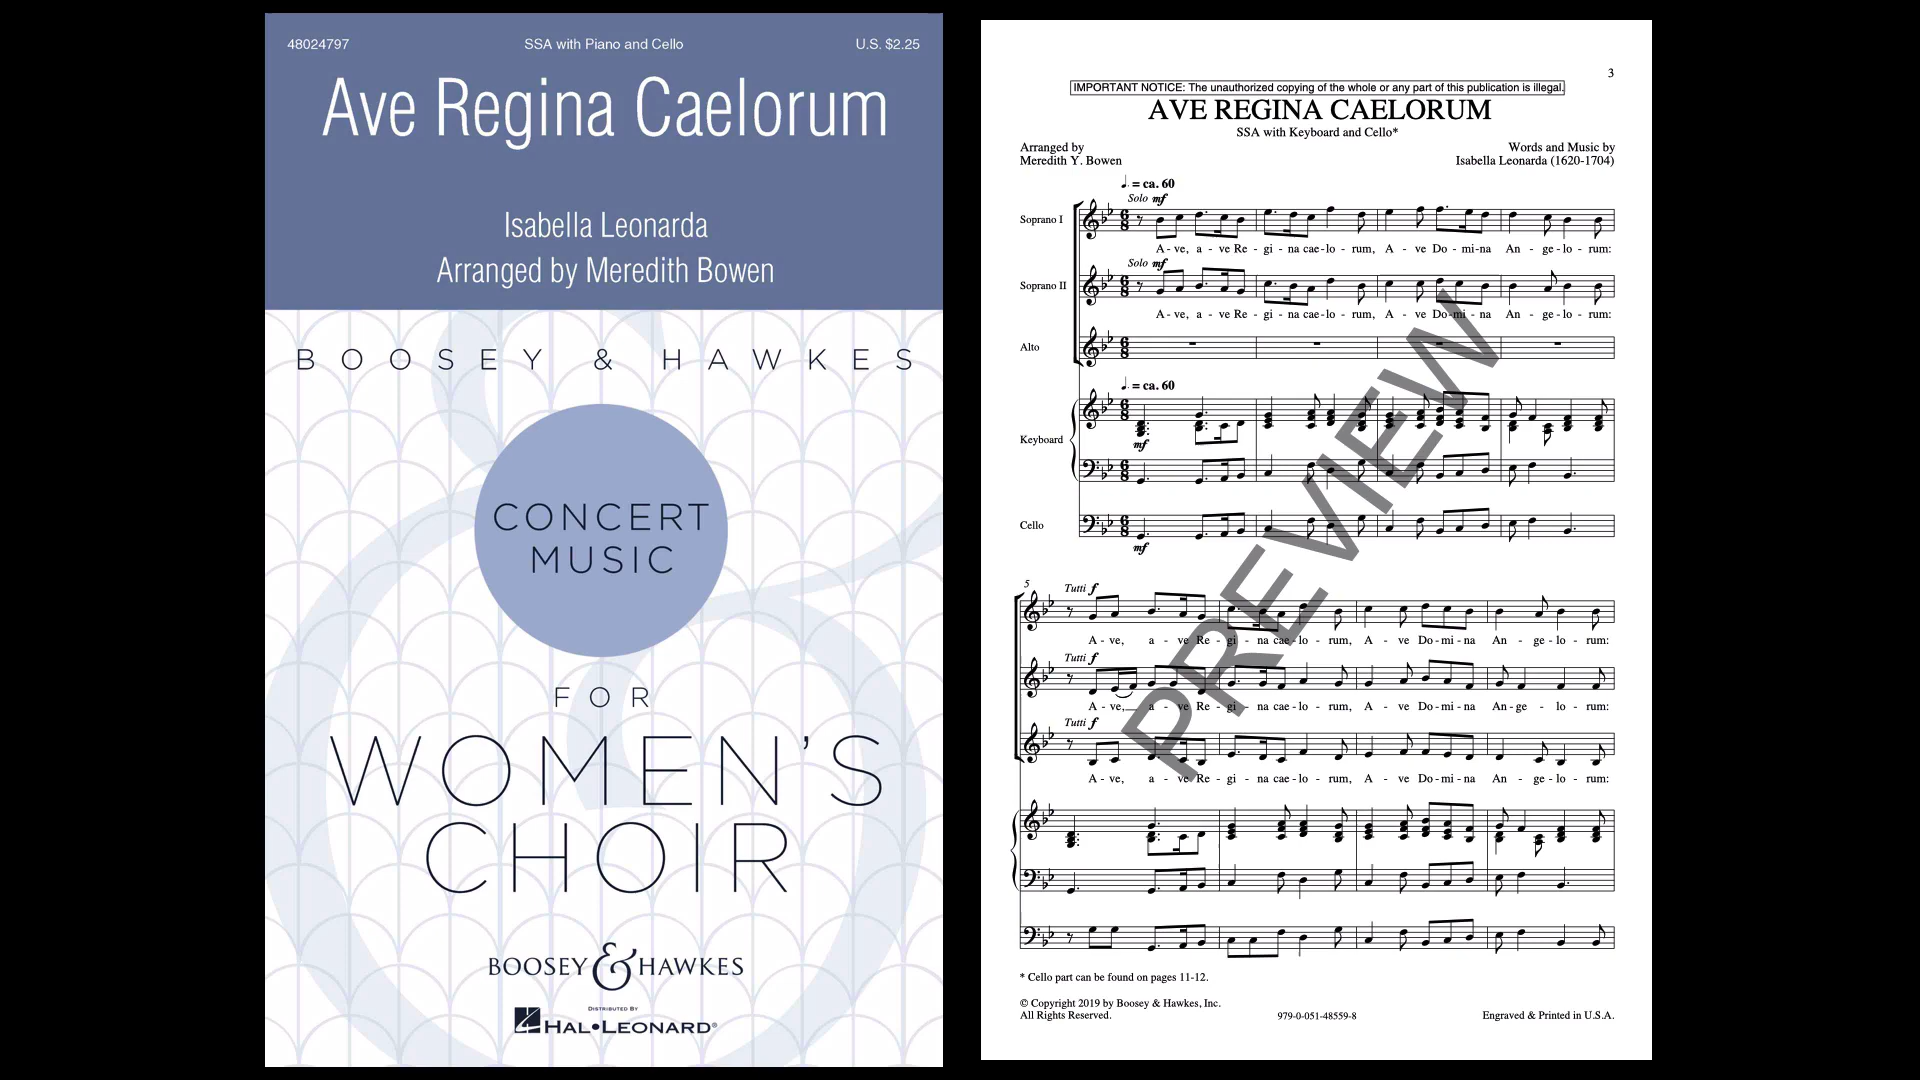 48024797 SSA with Piano and Cello U.S. $2.25
Ave Regina Caelorum
Isabella Leonarda
Arranged by Meredith Bowen
BOOSEY & HAWKES
CONCERT
MUSIC
FOR
WOMEN'S
CHOIR
BOOSEY & HAWKES
DISTRIBUTED BY
HAL•LEONARD®
3
IMPORTANT NOTICE: The unauthorized copying of the whole or any part of this publication is illegal.
AVE REGINA CAELORUM
SSA with Keyboard and Cello*
Arranged by
Meredith Y. Bowen
Words and Music by
Isabella Leonarda (1620-1704)
♩. = ca. 60
Solo mf
Soprano I
A - ve, a - ve Re - gi - na cae - lo - rum, A - ve Do - mi - na An - ge - lo - rum:
Solo mf
Soprano II
A - ve, a - ve Re - gi - na cae - lo - rum, A - ve Do - mi - na An - ge - lo - rum:
Alto
♩. = ca. 60
Keyboard
mf
Cello
mf
5
Tutti f
A - ve, a - ve Re - gi - na cae - lo - rum, A - ve Do - mi - na An - ge - lo - rum:
Tutti f
A - ve, a - ve Re - gi - na cae - lo - rum, A - ve Do - mi - na An - ge - lo - rum:
Tutti f
A - ve, a - ve Re - gi - na cae - lo - rum, A - ve Do - mi - na An - ge - lo - rum:
PREVIEW
* Cello part can be found on pages 11-12.
© Copyright 2019 by Boosey & Hawkes, Inc.
All Rights Reserved.
979-0-051-48559-8
Engraved & Printed in U.S.A.